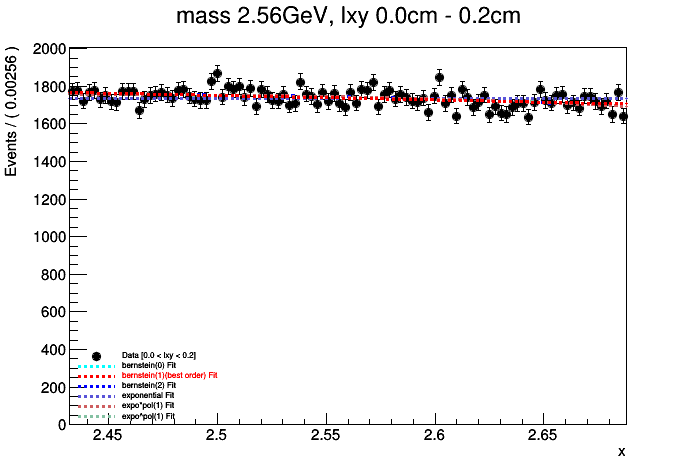 mass 2.56GeV, lxy 0.0cm - 0.2cm
Events / ( 0.00256 )
2000
1800
1600
1400
1200
1000
800
600
400
200
0
Data [0.0 < lxy < 0.2]
bernstein(0) Fit
bernstein(1)(best order) Fit
bernstein(2) Fit
exponential Fit
expo*pol(1) Fit
expo^pol(1) Fit
2.45 2.5 2.55 2.6 2.65
x